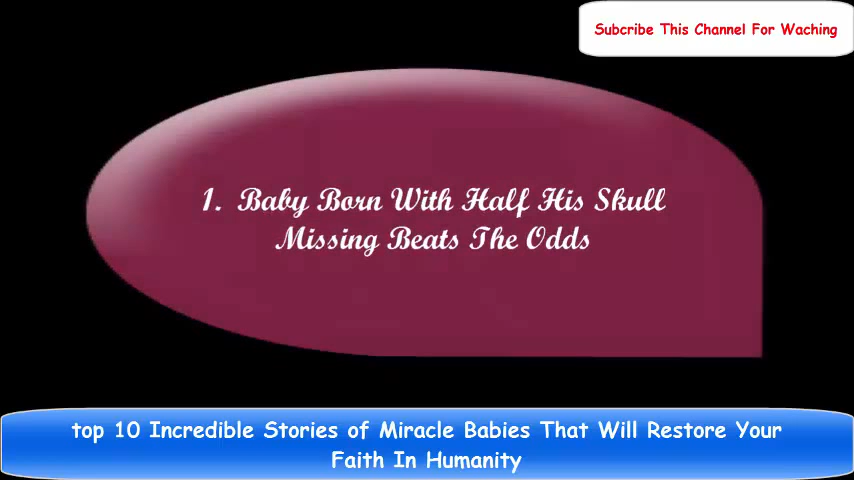 Subcribe This Channel For Waching
1. Baby Born With Half His Skull
Missing Beats The Odds
top 10 Incredible Stories of Miracle Babies That Will Restore Your
Faith In Humanity